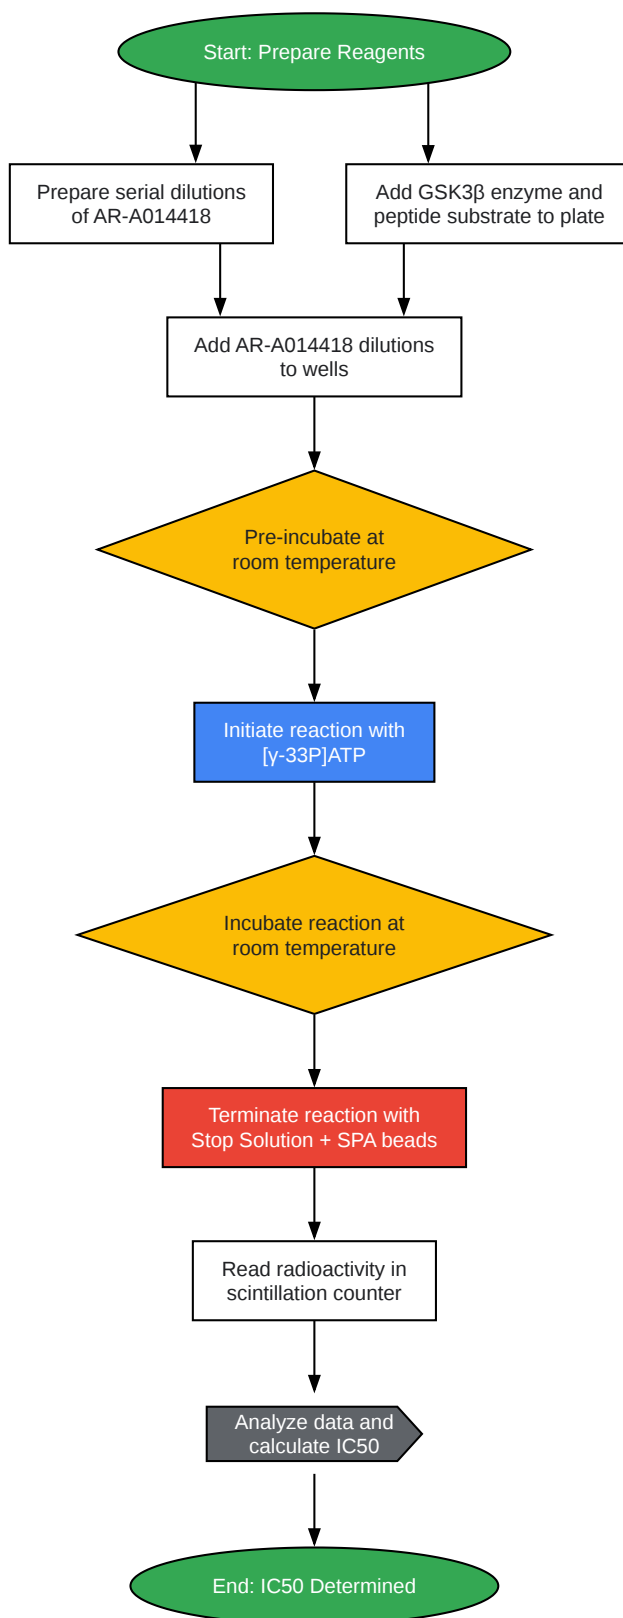 Start: Prepare Reagents
Prepare serial dilutions
of AR-A014418
Add GSK3β enzyme and
peptide substrate to plate
Add AR-A014418 dilutions
to wells
Pre-incubate at
room temperature
Initiate reaction with
[γ-33P]ATP
Incubate reaction at
room temperature
Terminate reaction with
Stop Solution + SPA beads
Read radioactivity in
scintillation counter
Analyze data and
calculate IC50
End: IC50 Determined